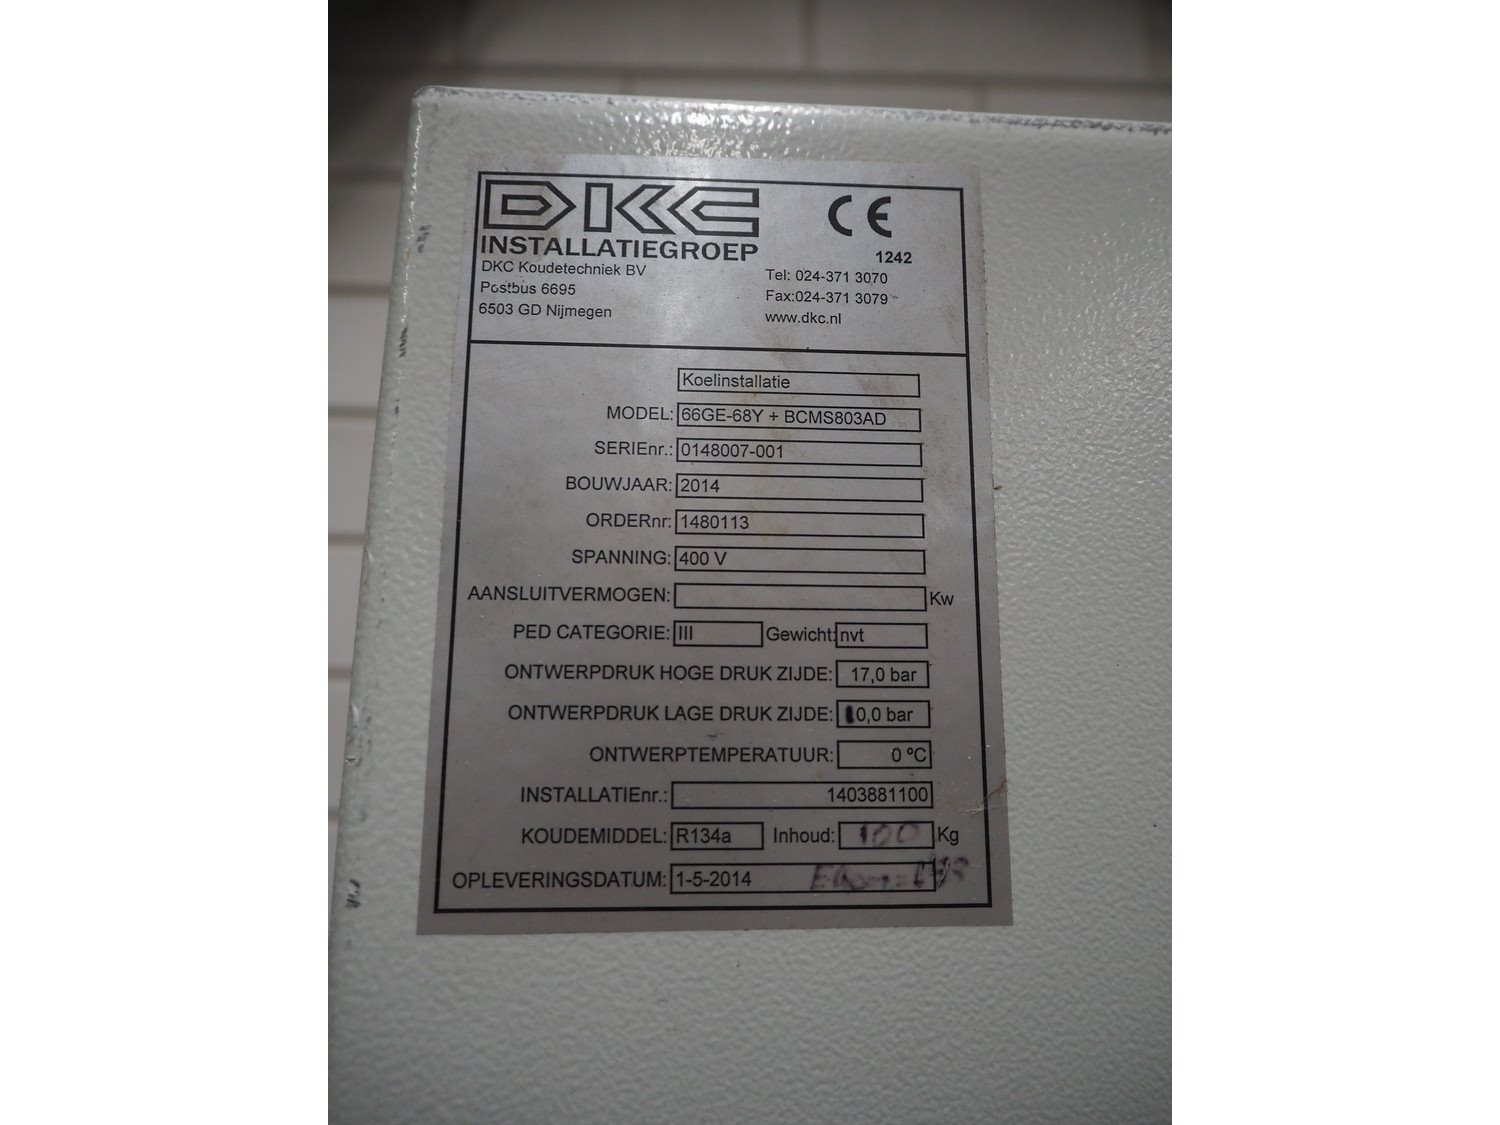 DKC
INSTALLATIEGROEP
DKC Koudetechniek BV
Postbus 6695
6503 GD Nijmegen
CE
1242
Tel: 024-371 3070
Fax:024-371 3079
www.dkc.nl
Koelinstallatie
MODEL: 66GE-68Y + BCMS803AD
SERIEnr.: 0148007-001
BOUWJAAR: 2014
ORDERnr: 1480113
SPANNING: 400 V
AANSLUITVERMOGEN: Kw
PED CATEGORIE: III Gewicht: nvt
ONTWERPDRUK HOGE DRUK ZIJDE: 17,0 bar
ONTWERPDRUK LAGE DRUK ZIJDE: 10,0 bar
ONTWERPTEMPERATUUR: 0 ºC
INSTALLATIEnr.: 1403881100
KOUDEMIDDEL: R134a Inhoud: 100 Kg
OPLEVERINGSDATUM: 1-5-2014